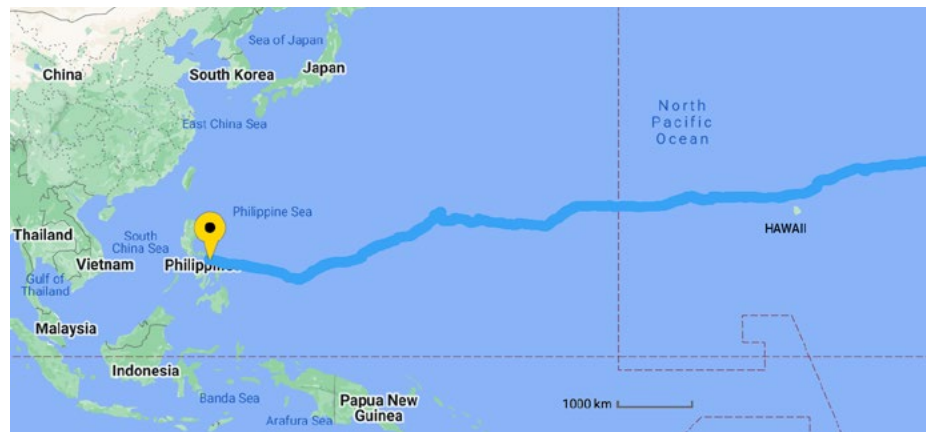 Sea of Japan
China
South Korea
Japan
East China Sea
North
Pacific
Ocean
Philippine Sea
Thailand
South
China Sea
HAWAII
Vietnam
Philippines
Gulf of
Thailand
Malaysia
Indonesia
Banda Sea
Papua New
Guinea
Arafura Sea
1000 km